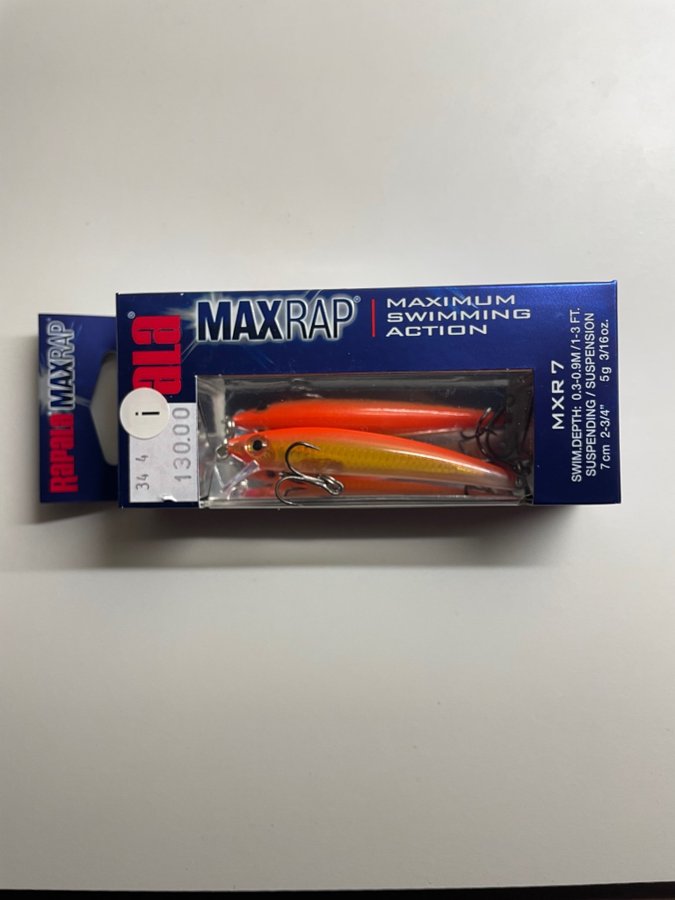 RAPALA
MAXRAP®
ALA®
MAXRAP®
MAXIMUM
SWIMMING
ACTION
i
34 4
130.00
MXR 7
SWIM.DEPTH: 0.3-0.9M / 1-3 FT.
SUSPENDING / SUSPENSION
7 cm 2-3/4" 5g 3/16oz.